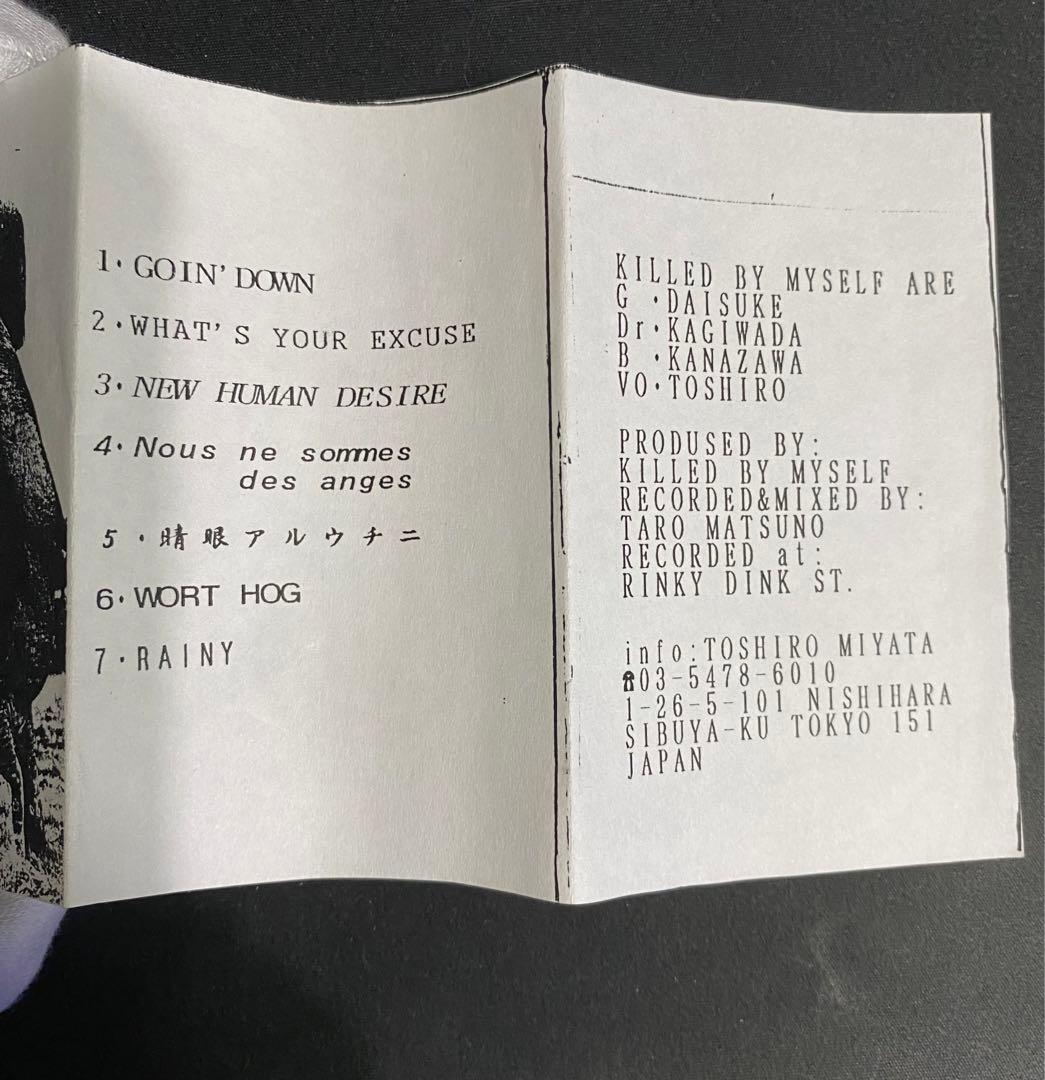 1・GOIN' DOWN
2・WHAT'S YOUR EXCUSE
3・NEW HUMAN DESIRE
4・Nous ne sommes
des anges
5・晴眼アルウチニ
6・WORT HOG
7・RAINY
KILLED BY MYSELF ARE
G ・DAISUKE
Dr・KAGIWADA
B ・KANAZAWA
VO・TOSHIRO
PRODUSED BY:
KILLED BY MYSELF
RECORDED&MIXED BY:
TARO MATSUNO
RECORDED at:
RINKY DINK ST.
info:TOSHIRO MIYATA
☎03-5478-6010
1-26-5-101 NISHIHARA
SIBUYA-KU TOKYO 151
JAPAN